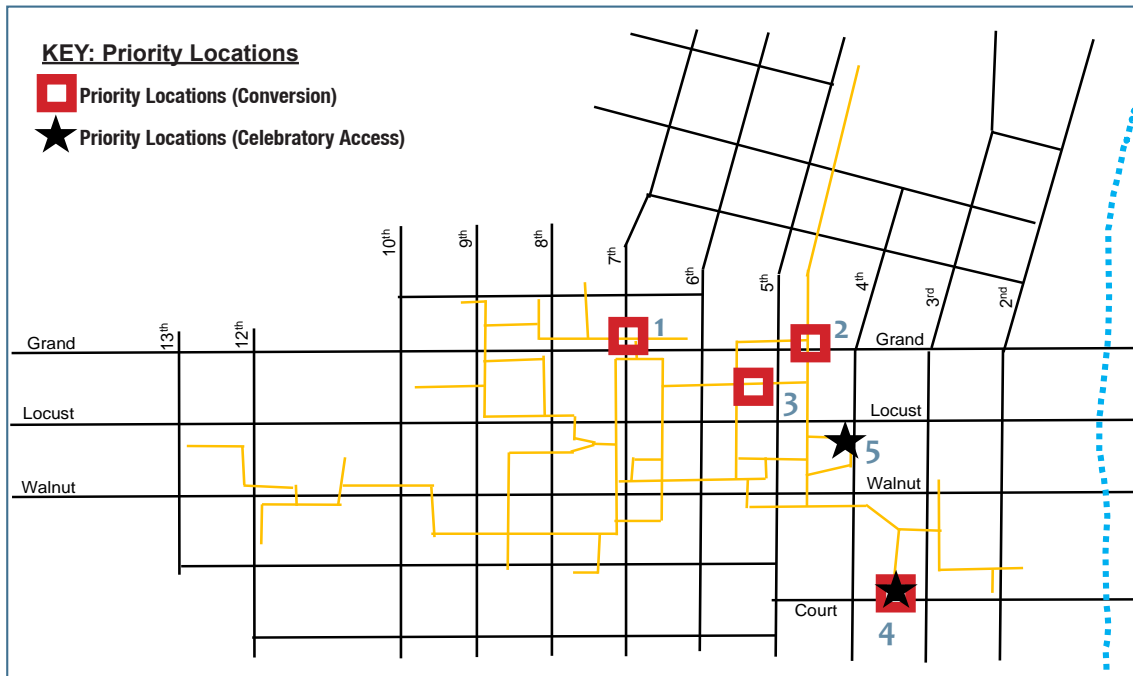 KEY: Priority Locations
Priority Locations (Conversion)
Priority Locations (Celebratory Access)
10th
9th
8th
7th
6th
5th
4th
3rd
2nd
13th
12th
1
2
Grand
Grand
3
Locust
Locust
5
Walnut
Walnut
Court
4